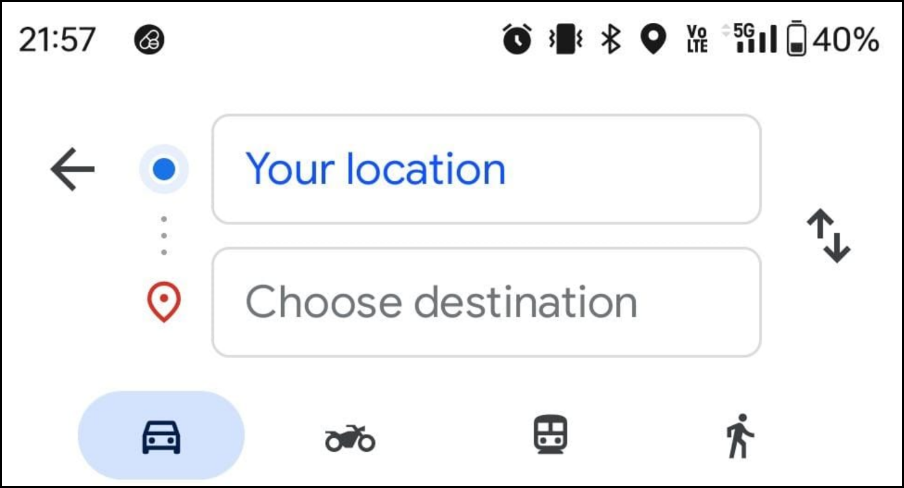 21:57 Vo LTE 5G 40%
Your location
Choose destination